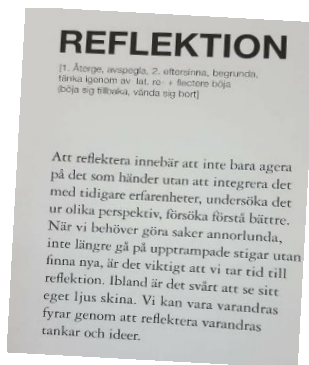 REFLEKTION
[1. Återge, avspegla, 2. eftersinna, begrunda,
tänka igenom av lat. re- + flectere böja
(böja sig tillbaka, vända sig bort]
Att reflektera innebär att inte bara agera
på det som händer utan att integrera det
med tidigare erfarenheter, undersöka det
ur olika perspektiv, försöka förstå bättre.
När vi behöver göra saker annorlunda,
inte längre gå på upptrampade stigar utan
finna nya, är det viktigt att vi tar tid till
reflektion. Ibland är det svårt att se sitt
eget ljus skina. Vi kan vara varandras
fyrar genom att reflektera varandras
tankar och ideer.